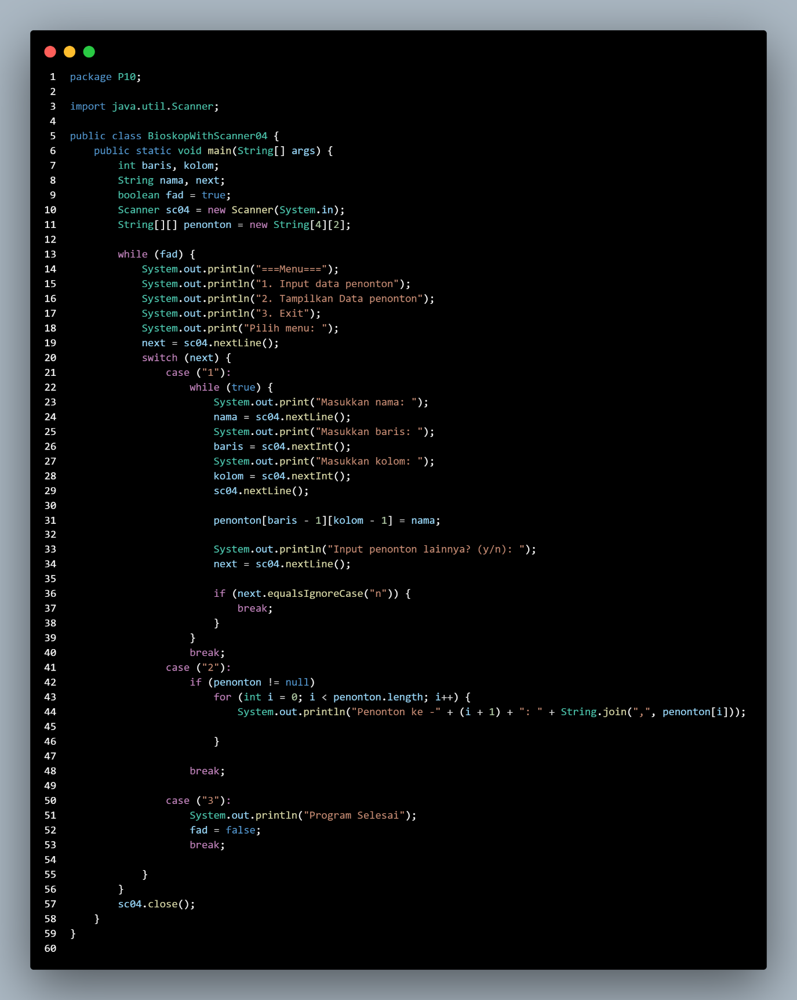 1 package P10;
2
3 import java.util.Scanner;
4
5 public class BioskopWithScanner04 {
6     public static void main(String[] args) {
7         int baris, kolom;
8         String nama, next;
9         boolean fad = true;
10         Scanner sc04 = new Scanner(System.in);
11         String[][] penonton = new String[4][2];
12
13         while (fad) {
14             System.out.println("===Menu===");
15             System.out.println("1. Input data penonton");
16             System.out.println("2. Tampilkan Data penonton");
17             System.out.println("3. Exit");
18             System.out.print("Pilih menu: ");
19             next = sc04.nextLine();
20             switch (next) {
21                 case ("1"):
22                     while (true) {
23                         System.out.print("Masukkan nama: ");
24                         nama = sc04.nextLine();
25                         System.out.print("Masukkan baris: ");
26                         baris = sc04.nextInt();
27                         System.out.print("Masukkan kolom: ");
28                         kolom = sc04.nextInt();
29                         sc04.nextLine();
30
31                         penonton[baris - 1][kolom - 1] = nama;
32
33                         System.out.println("Input penonton lainnya? (y/n): ");
34                         next = sc04.nextLine();
35
36                         if (next.equalsIgnoreCase("n")) {
37                             break;
38                         }
39                     }
40                     break;
41                 case ("2"):
42                     if (penonton != null)
43                         for (int i = 0; i < penonton.length; i++) {
44                             System.out.println("Penonton ke -" + (i + 1) + ": " + String.join(",", penonton[i]));
45
46                         }
47
48                     break;
49
50                 case ("3"):
51                     System.out.println("Program Selesai");
52                     fad = false;
53                     break;
54
55             }
56         }
57         sc04.close();
58     }
59 }
60